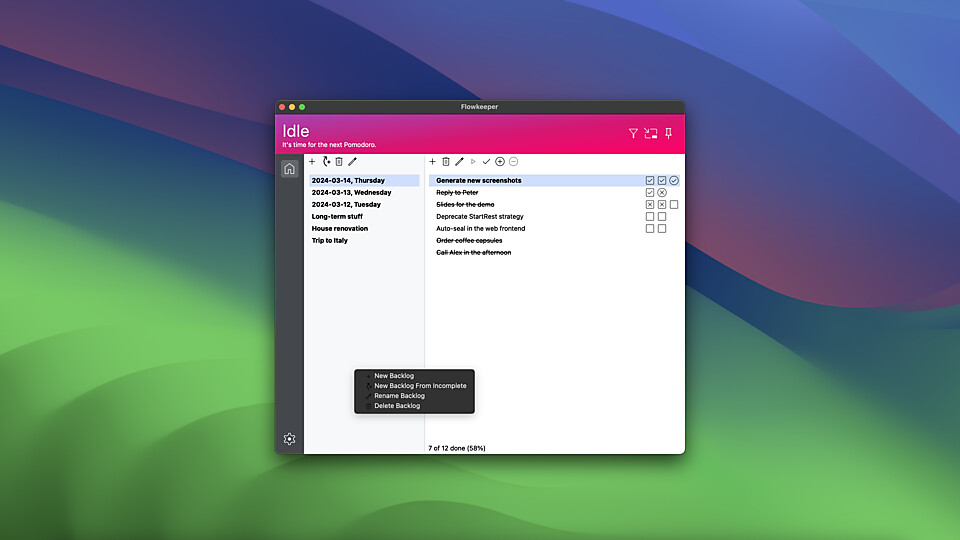 Flowkeeper
Idle
It's time for the next Pomodoro.
2024-03-14, Thursday
2024-03-13, Wednesday
2024-03-12, Tuesday
Long-term stuff
House renovation
Trip to Italy
Generate new screenshots
Reply to Peter
Slides for the demo
Deprecate StartRest strategy
Auto-seal in the web frontend
Order coffee capsules
Call Alex in the afternoon
New Backlog
New Backlog From Incomplete
Rename Backlog
Delete Backlog
7 of 12 done (58%)